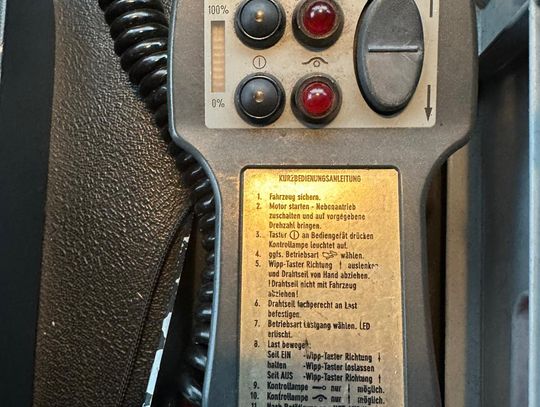 100%
0%
KURZBEDIENUNGSANLEITUNG
1. Fahrzeug sichern.
2. Motor starten - Nebenantrieb
zuschalten und auf vorgegebene
Drehzahl bringen.
3. Taster an Bediengerät drücken
Kontrollampe leuchtet auf.
4. ggfs. Betriebsart wählen.
5. Wipp-Taster Richtung ↑ auslenken
und Drahtseil von Hand abziehen.
!Drahtseil nicht mit Fahrzeug
abziehen!
6. Drahtseil fachgerecht an Last
befestigen.
7. Betriebsart Lastgang wählen. LED
erlischt.
8. Last bewegen:
Seil EIN -Wipp-Taster Richtung ↓
halten -Wipp-Taster loslassen
Seil AUS -Wipp-Taster Richtung ↑
9. Kontrollampe nur ↓ möglich.
10. Kontrollampe nur ↑ möglich.
11. Nach